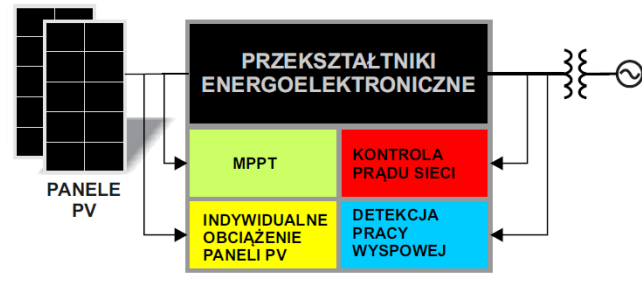 PRZEKSZTAŁTNIKI
ENERGOELEKTRONICZNE
MPPT
KONTROLA
PRĄDU SIECI
PANELE
PV
INDYWIDUALNE
OBCIĄŻENIE
PANELI PV
DETEKCJA
PRACY
WYSPOWEJ